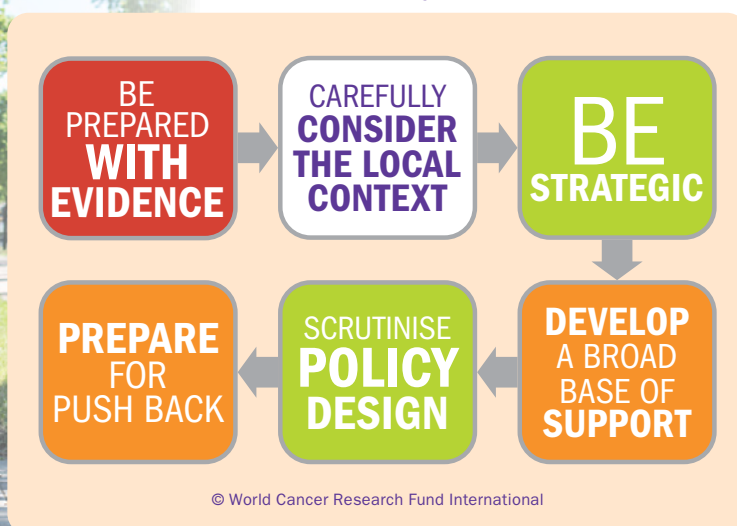 BE
PREPARED
WITH
EVIDENCE
CAREFULLY
CONSIDER
THE LOCAL
CONTEXT
BE
STRATEGIC
DEVELOP
A BROAD
BASE OF
SUPPORT
SCRUTINISE
POLICY
DESIGN
PREPARE
FOR
PUSH BACK
© World Cancer Research Fund International